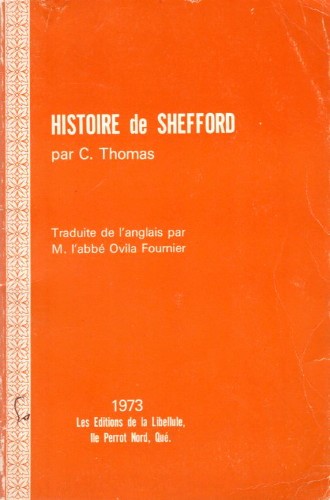 HISTOIRE de SHEFFORD
par C. Thomas
Traduite de l'anglais par
M. l'abbé Ovila Fournier
1973
Les Editions de la Libellule,
Ile Perrot Nord, Qué.